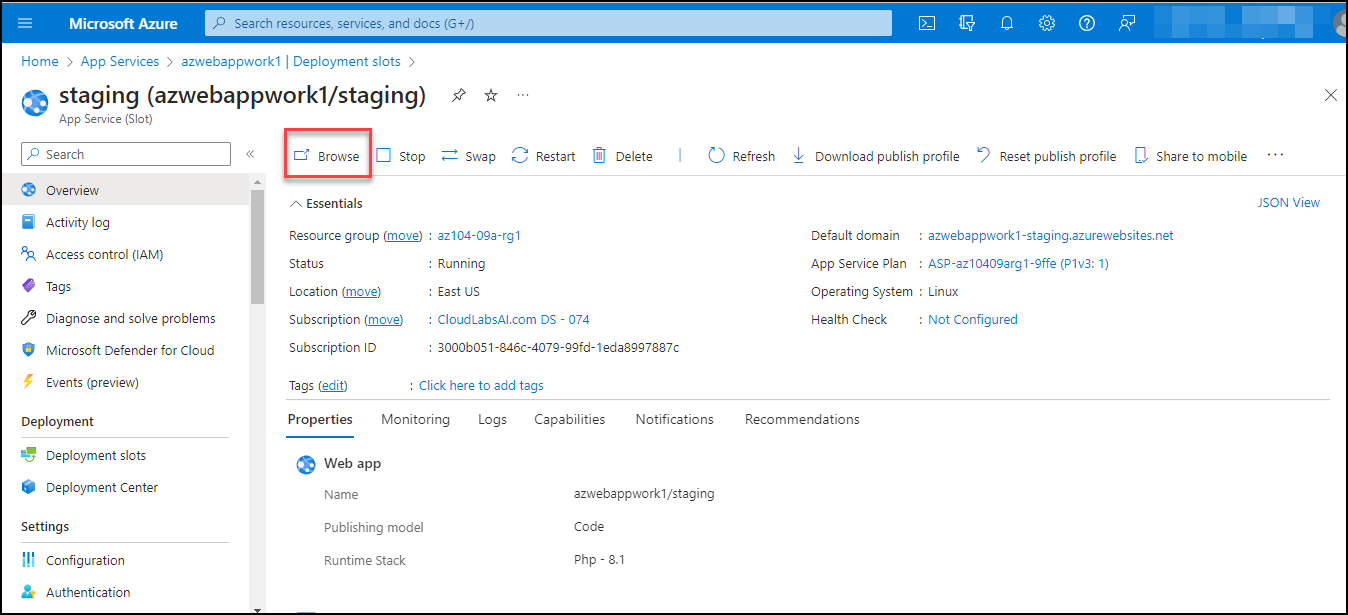 Microsoft Azure
Search resources, services, and docs (G+/)
Home > App Services > azwebappwork1 | Deployment slots >
staging (azwebappwork1/staging)
App Service (Slot)
Search
Browse Stop Swap Restart Delete Refresh Download publish profile Reset publish profile Share to mobile
Overview
Activity log
Access control (IAM)
Tags
Diagnose and solve problems
Microsoft Defender for Cloud
Events (preview)
Deployment
Deployment slots
Deployment Center
Settings
Configuration
Authentication
Essentials
JSON View
Resource group (move) : az104-09a-rg1
Status : Running
Location (move) : East US
Subscription (move) : CloudLabsAI.com DS - 074
Subscription ID : 3000b051-846c-4079-99fd-1eda8997887c
Default domain : azwebappwork1-staging.azurewebsites.net
App Service Plan : ASP-az10409arg1-9ffe (P1v3: 1)
Operating System : Linux
Health Check : Not Configured
Tags (edit) : Click here to add tags
Properties Monitoring Logs Capabilities Notifications Recommendations
Web app
Name azwebappwork1/staging
Publishing model Code
Runtime Stack Php - 8.1